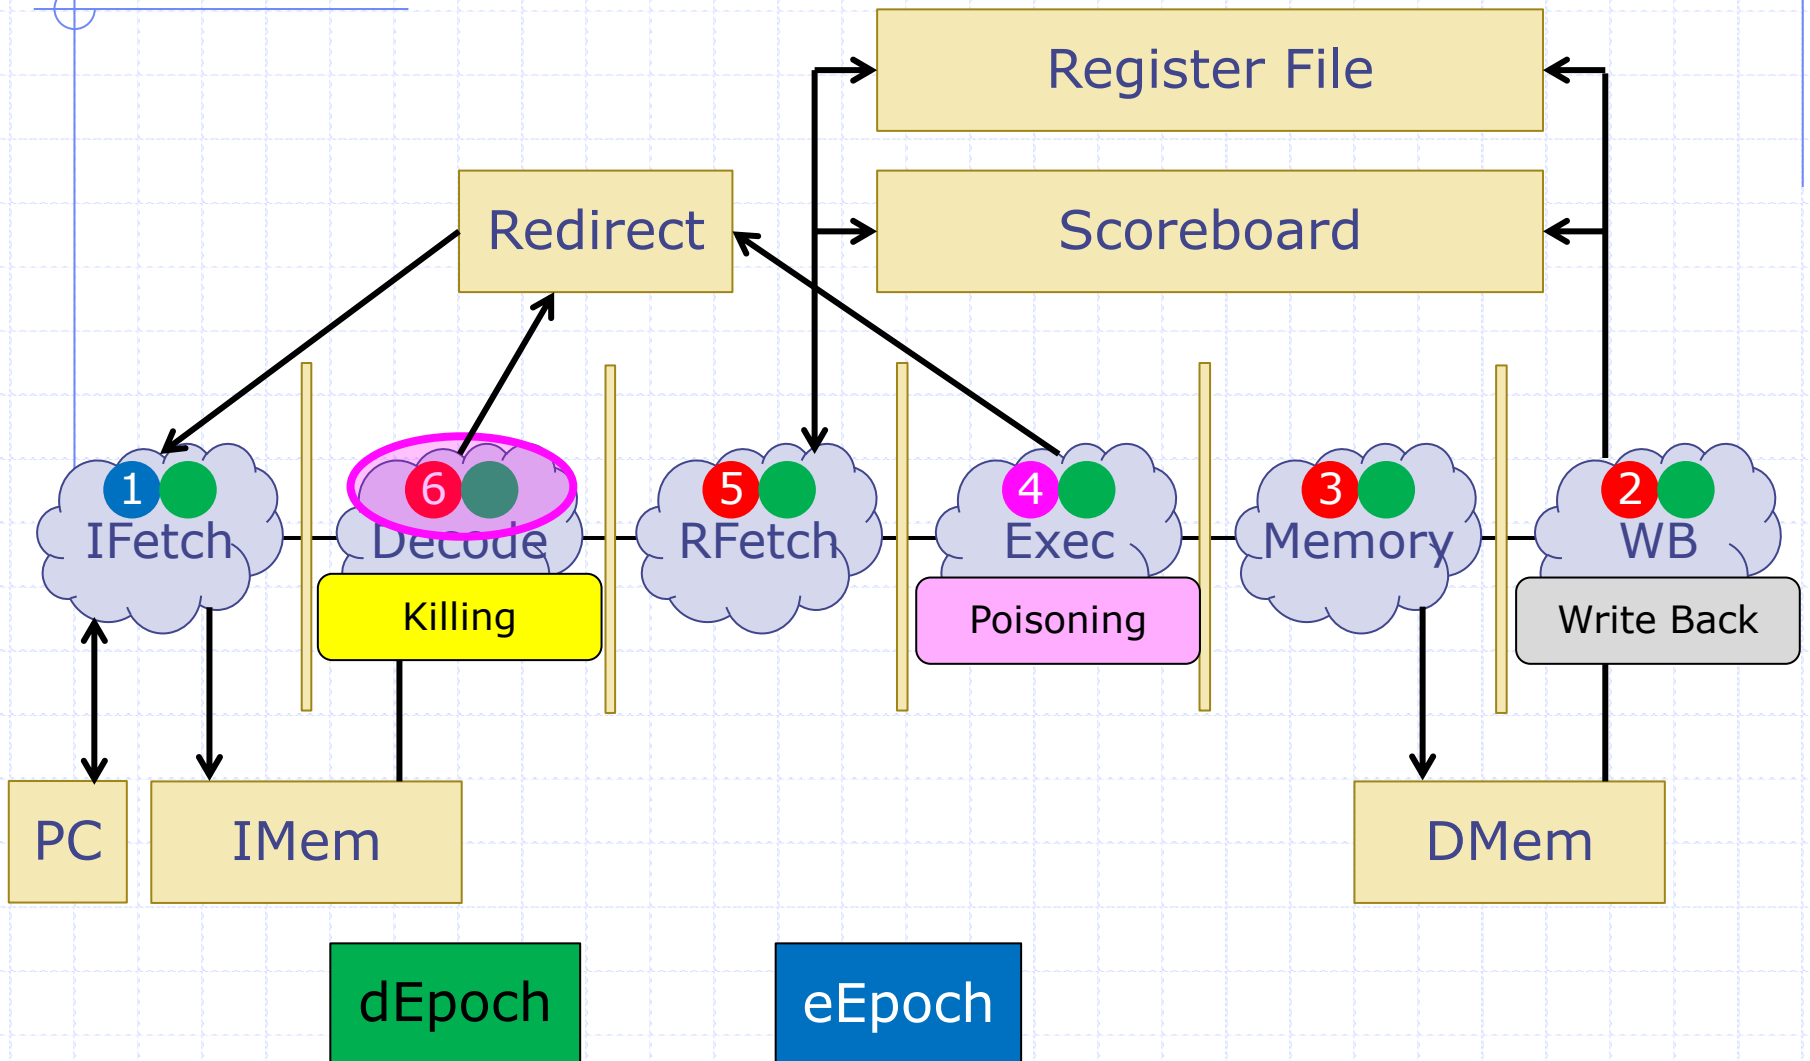 Register File
Redirect
Scoreboard
1
6
5
4
3
2
IFetch
Decode
RFetch
Exec
Memory
WB
Killing
Poisoning
Write Back
PC
IMem
DMem
dEpoch
eEpoch